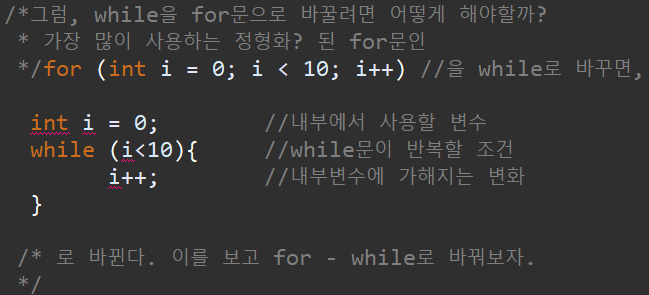 /*그럼, while을 for문으로 바꿀려면 어떻게 해야할까?
* 가장 많이 사용하는 정형화? 된 for문인
*/for (int i = 0; i < 10; i++) //을 while로 바꾸면,
int i = 0; //내부에서 사용할 변수
while (i<10){ //while문이 반복할 조건
i++; //내부변수에 가해지는 변화
}
/* 로 바뀐다. 이를 보고 for - while로 바꿔보자.
*/